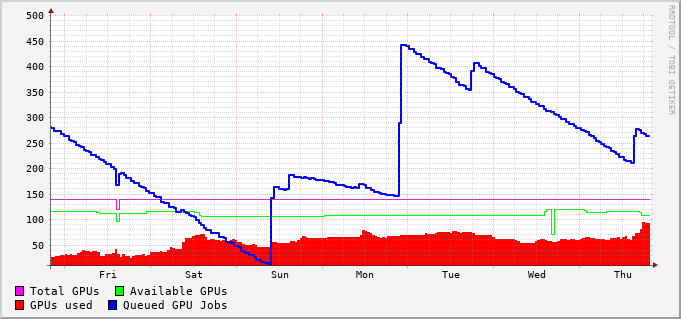 500
450
400
350
300
250
200
150
100
50
Fri Sat Sun Mon Tue Wed Thu
Total GPUs Available GPUs
GPUs used Queued GPU Jobs
RRDTOOL / TOBI OETIKER